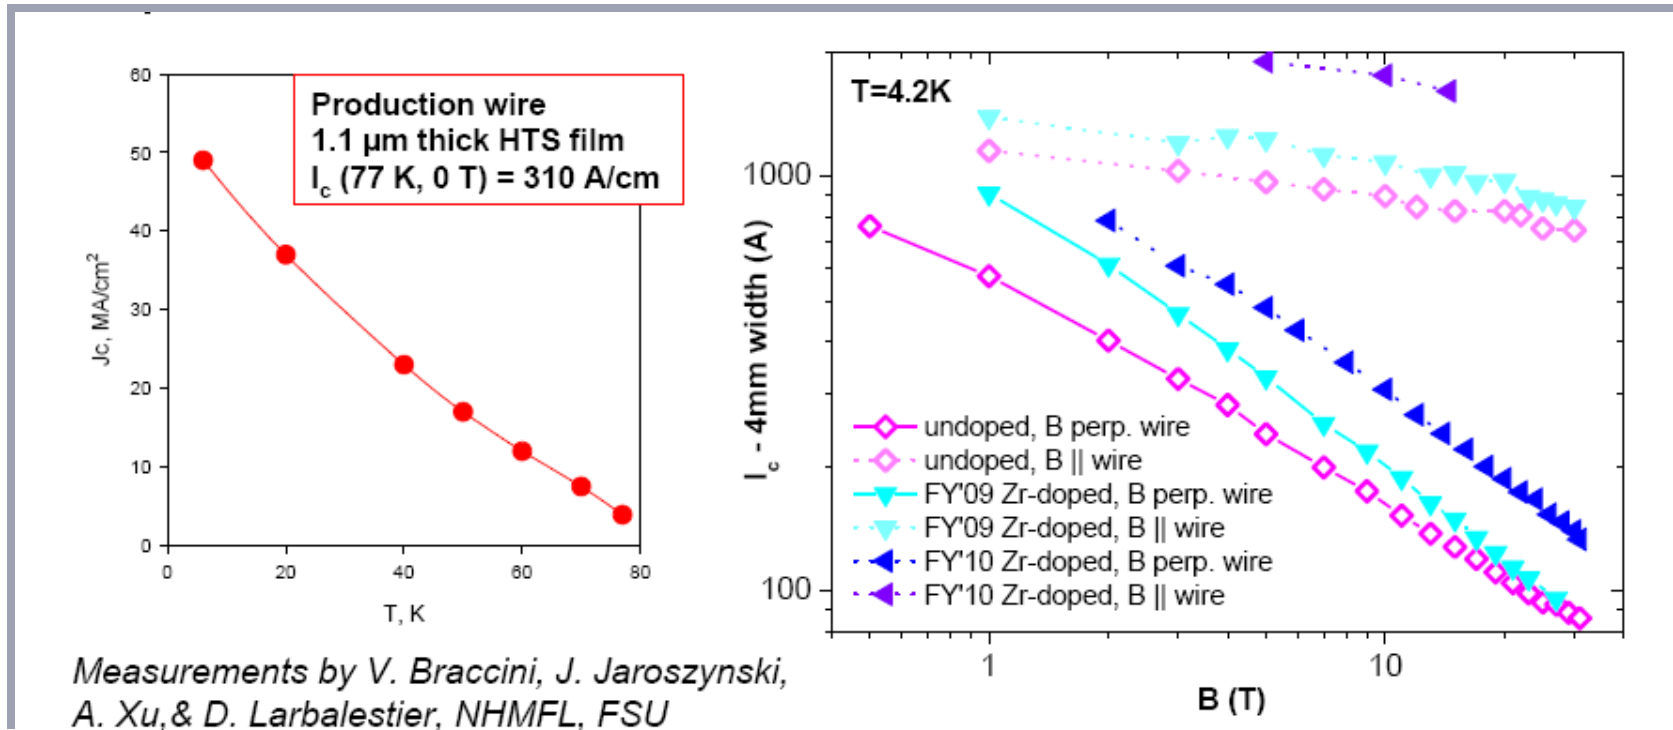 60
50
40
30
20
10
0
Jc, MA/cm²
0 20 40 60 80
T, K
Production wire
1.1 µm thick HTS film
I_c (77 K, 0 T) = 310 A/cm
Measurements by V. Braccini, J. Jaroszynski,
A. Xu,& D. Larbalestier, NHMFL, FSU
T=4.2K
1000
100
I_c - 4mm width (A)
undoped, B perp. wire
undoped, B || wire
FY'09 Zr-doped, B perp. wire
FY'09 Zr-doped, B || wire
FY'10 Zr-doped, B perp. wire
FY'10 Zr-doped, B || wire
1 10
B (T)